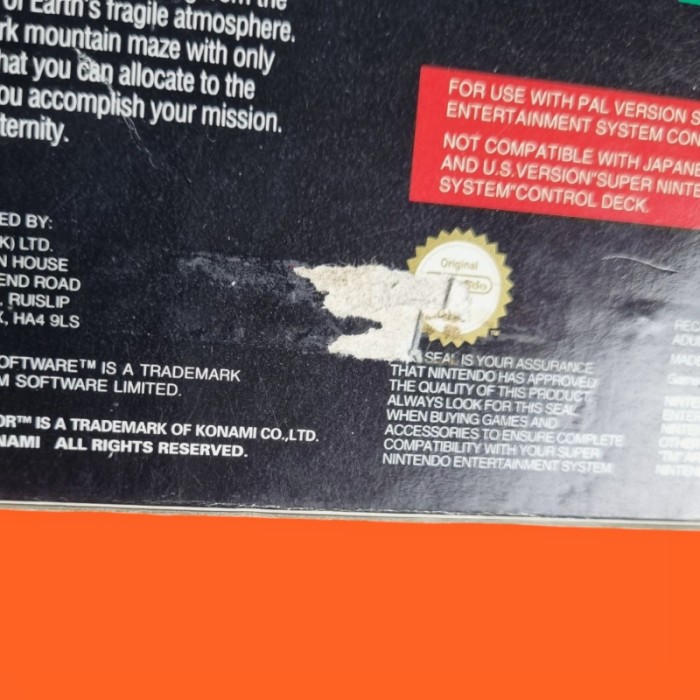 of Earth's fragile atmosphere.
rk mountain maze with only
hat you can allocate to the
ou accomplish your mission.
ternity.
FOR USE WITH PAL VERSION S
ENTERTAINMENT SYSTEM CON
NOT COMPATIBLE WITH JAPANE
AND U.S.VERSION"SUPER NINTE
SYSTEM"CONTROL DECK.
ED BY:
K) LTD.
N HOUSE
END ROAD
, RUISLIP
X, HA4 9LS
Original
OFTWARE™ IS A TRADEMARK
M SOFTWARE LIMITED.
OR™ IS A TRADEMARK OF KONAMI CO.,LTD.
NAMI ALL RIGHTS RESERVED.
SEAL IS YOUR ASSURANCE
THAT NINTENDO HAS APPROVED
THE QUALITY OF THIS PRODUCT.
ALWAYS LOOK FOR THIS SEAL
WHEN BUYING GAMES AND
ACCESSORIES TO ENSURE COMPLETE
COMPATIBILITY WITH YOUR SUPER
NINTENDO ENTERTAINMENT SYSTEM